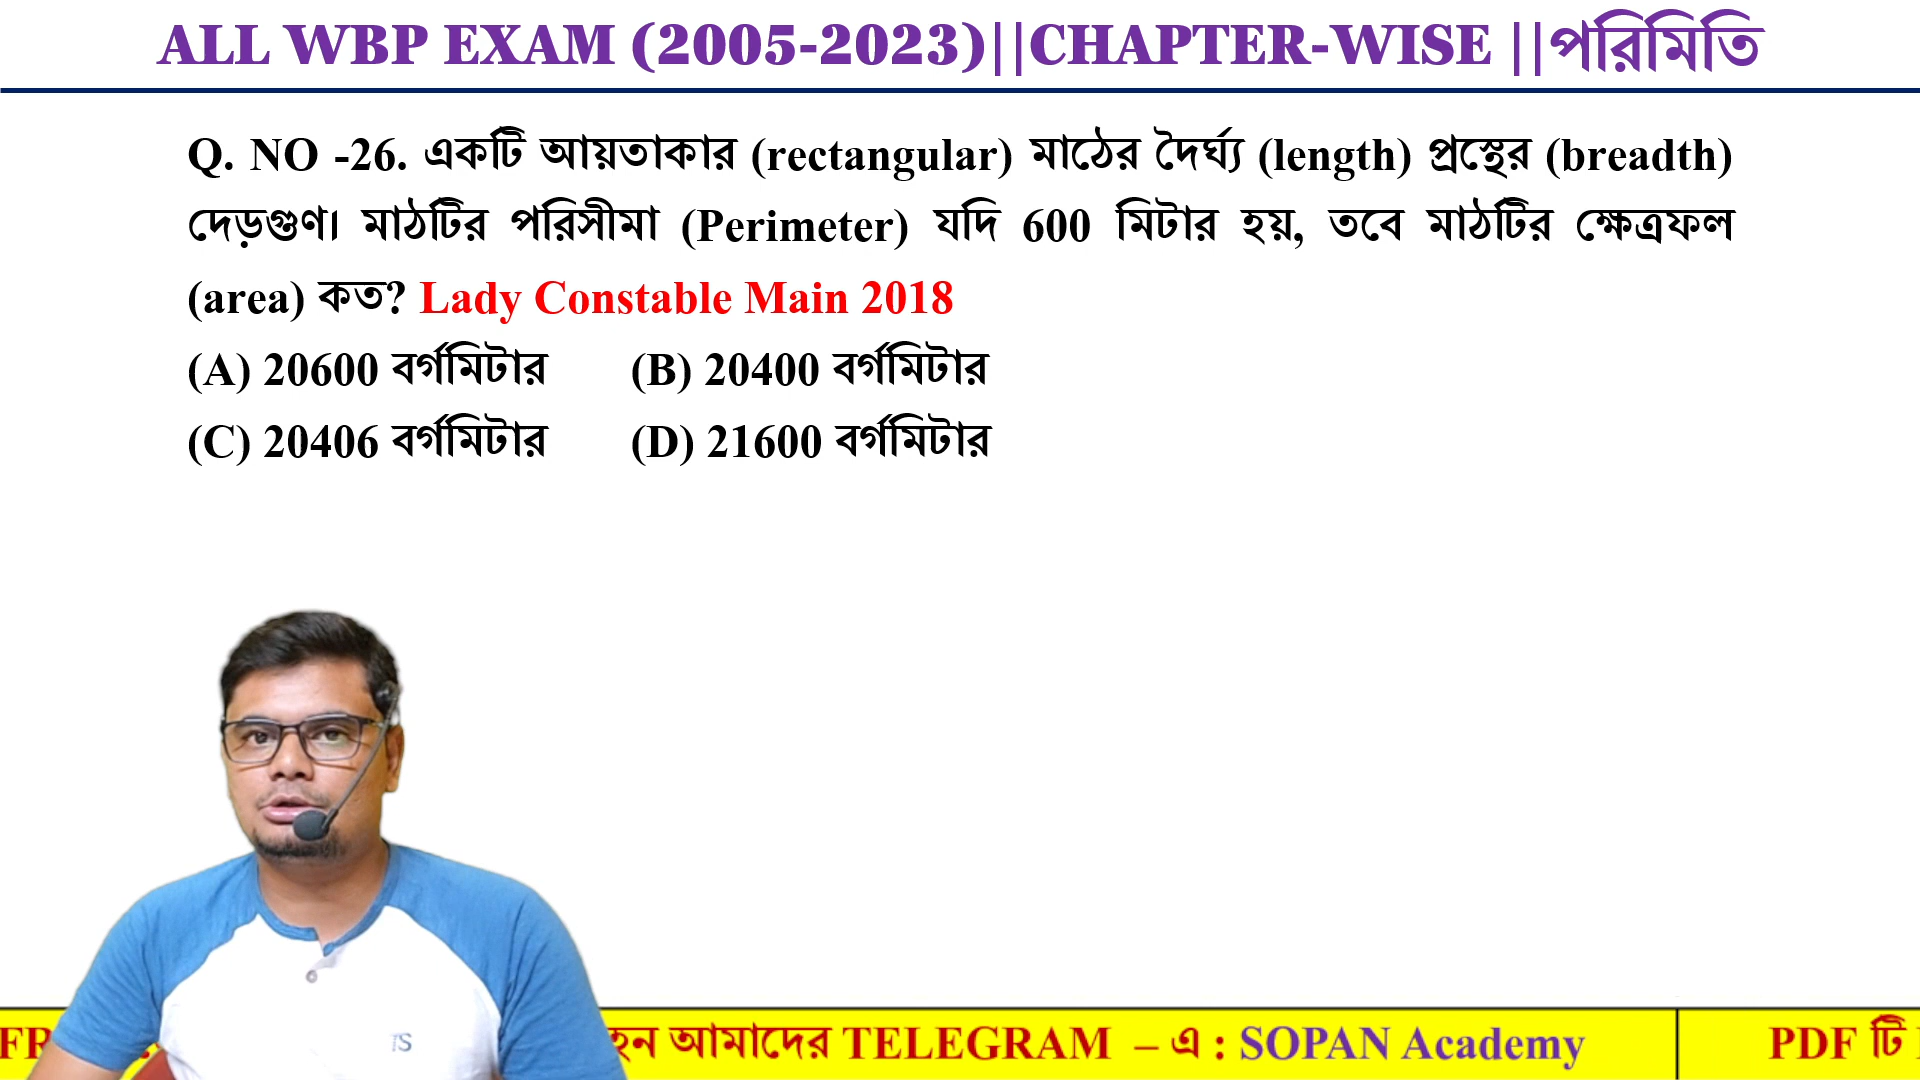 ALL WBP EXAM (2005-2023)||CHAPTER-WISE ||পরিমিতি
Q. NO -26. একটি আয়তাকার (rectangular) মাঠের দৈর্ঘ্য (length) প্রস্থের (breadth)
দেড়গুণ। মাঠটির পরিসীমা (Perimeter) যদি 600 মিটার হয়, তবে মাঠটির ক্ষেত্রফল
(area) কত? Lady Constable Main 2018
(A) 20600 বর্গমিটার (B) 20400 বর্গমিটার
(C) 20406 বর্গমিটার (D) 21600 বর্গমিটার
আমাদের TELEGRAM – এ : SOPAN Academy PDF টি